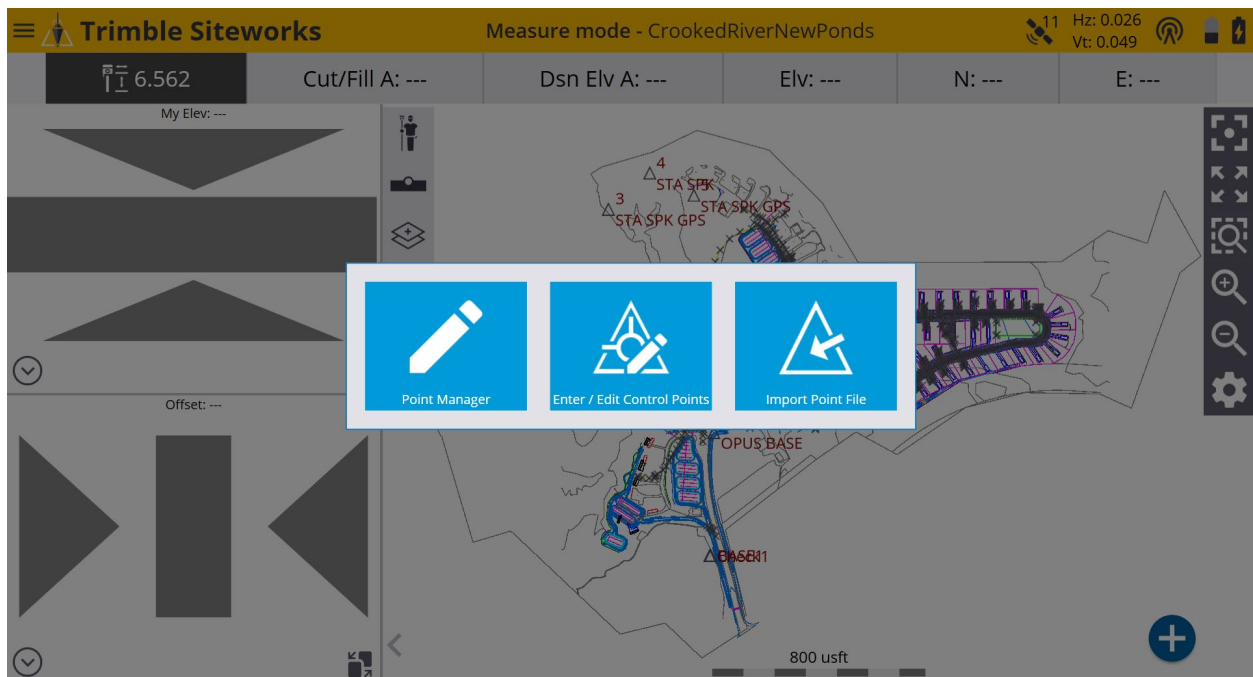 Trimble Siteworks
Measure mode - CrookedRiverNewPonds
11
Hz: 0.026
Vt: 0.049
6.562
Cut/Fill A: ---
Dsn Elv A: ---
Elv: ---
N: ---
E: ---
My Elev: ---
4
STA SPK
3
STA SPK GPS
STA SPK GPS
Point Manager
Enter / Edit Control Points
Import Point File
Offset: ---
OPUS BASE
800 usft